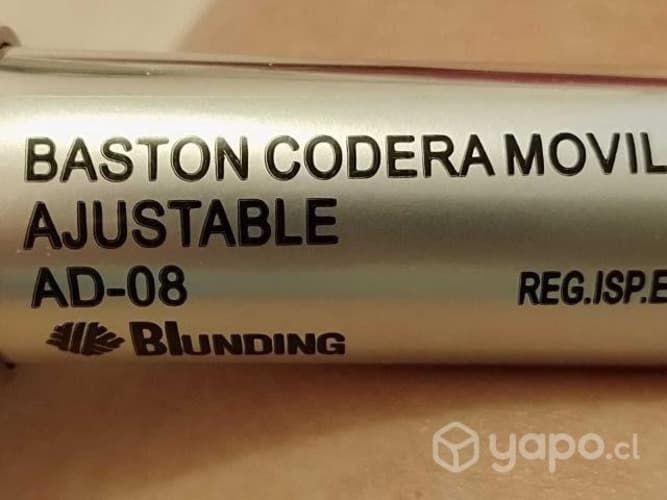 BASTON CODERA MOVIL
AJUSTABLE
AD-08
REG.ISP.E
BLUNDING
yapo.cl